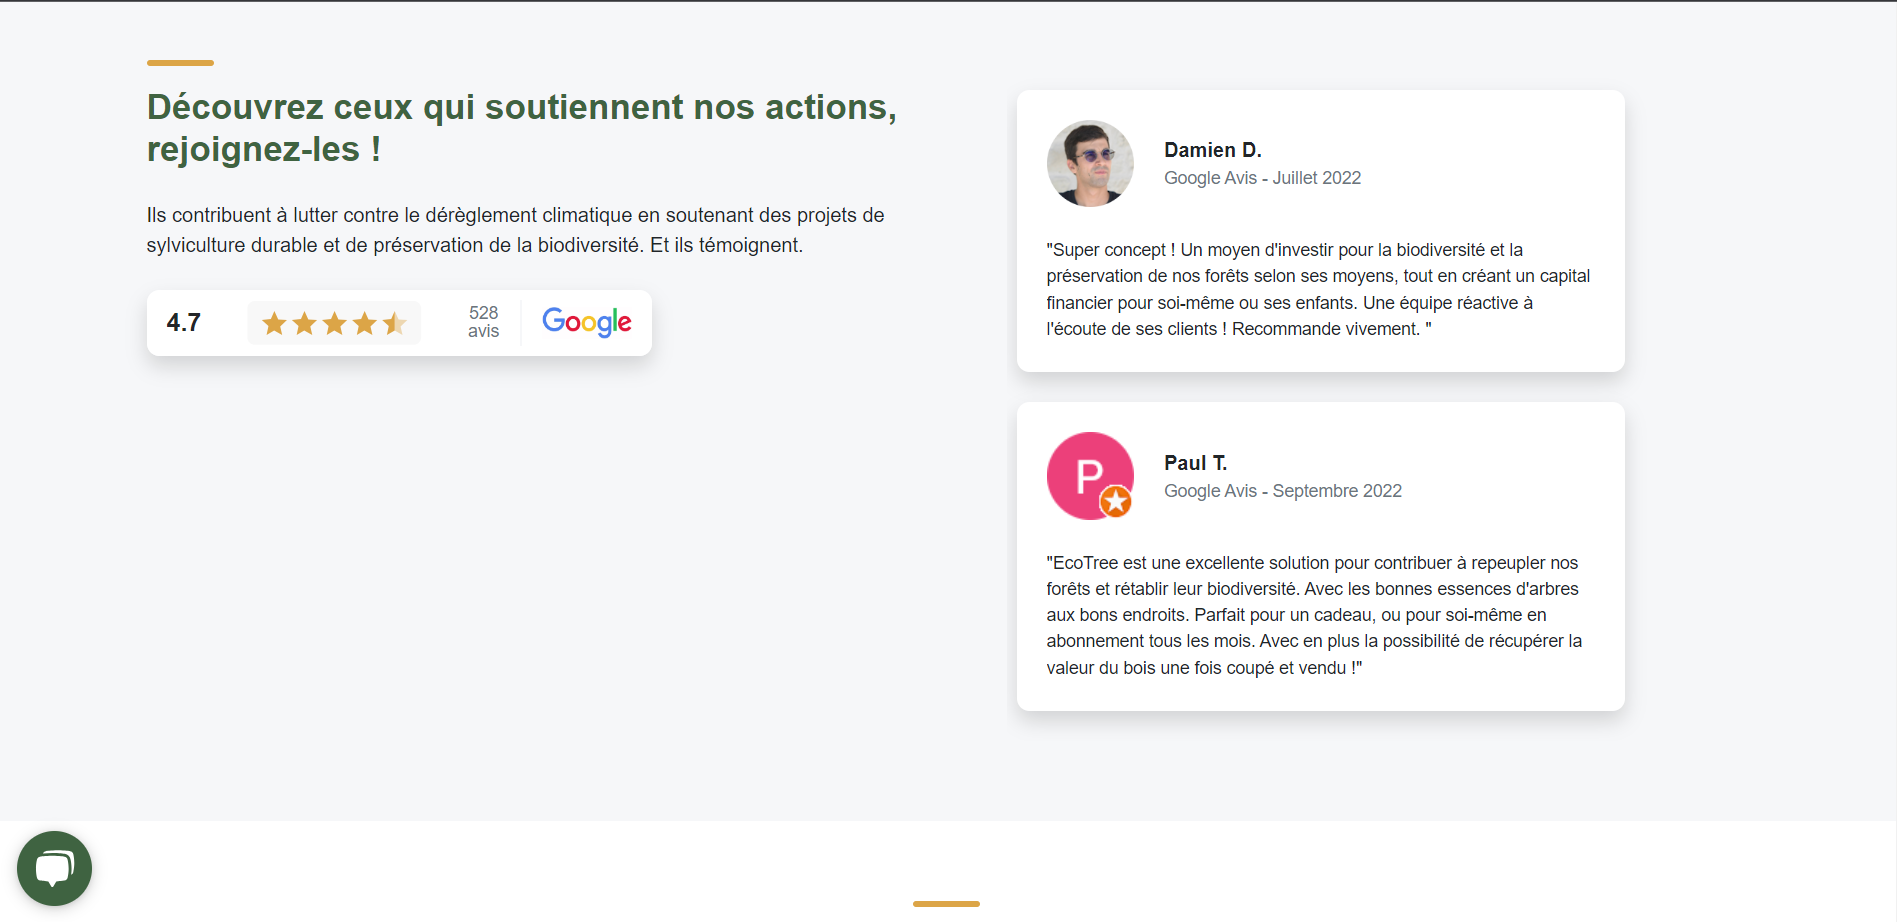 Découvrez ceux qui soutiennent nos actions,
rejoignez-les !
Ils contribuent à lutter contre le dérèglement climatique en soutenant des projets de
sylviculture durable et de préservation de la biodiversité. Et ils témoignent.
4.7
528
avis
Google
Damien D.
Google Avis - Juillet 2022
"Super concept ! Un moyen d'investir pour la biodiversité et la
préservation de nos forêts selon ses moyens, tout en créant un capital
financier pour soi-même ou ses enfants. Une équipe réactive à
l'écoute de ses clients ! Recommande vivement. "
P
Paul T.
Google Avis - Septembre 2022
"EcoTree est une excellente solution pour contribuer à repeupler nos
forêts et rétablir leur biodiversité. Avec les bonnes essences d'arbres
aux bons endroits. Parfait pour un cadeau, ou pour soi-même en
abonnement tous les mois. Avec en plus la possibilité de récupérer la
valeur du bois une fois coupé et vendu !"